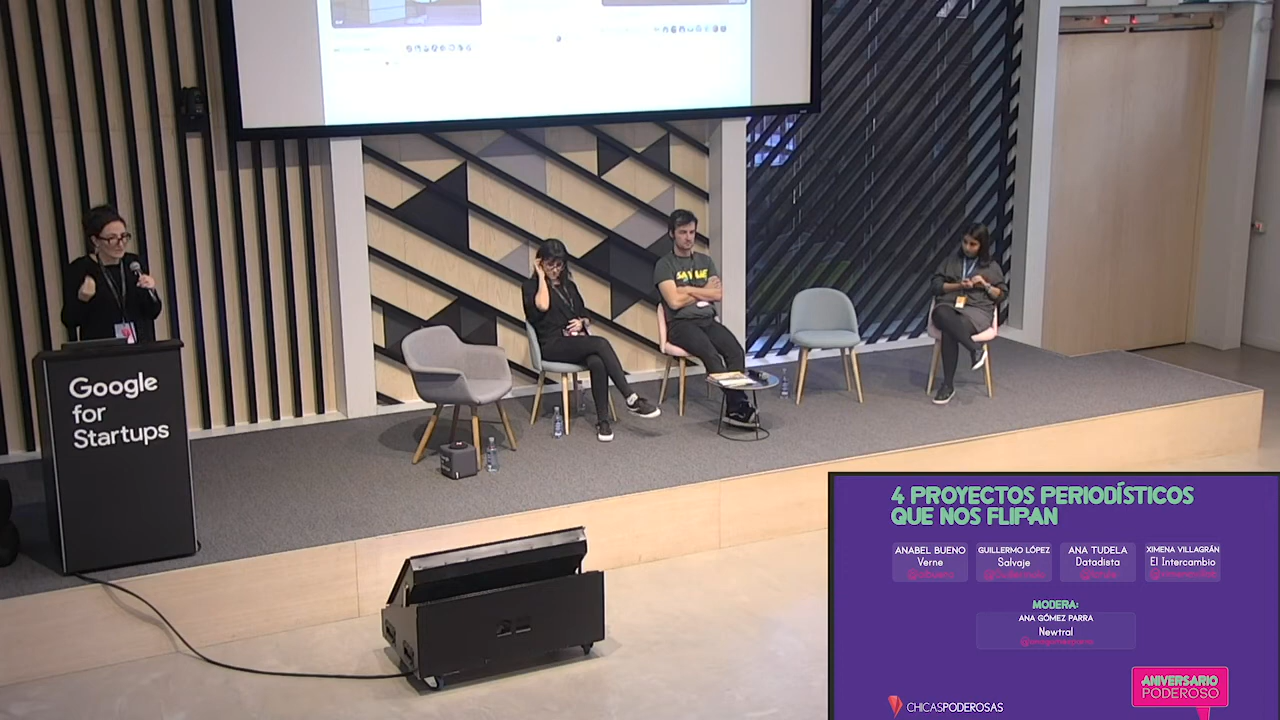 Google
for
Startups
SALVAJE
4 PROYECTOS PERIODÍSTICOS
QUE NOS FLIPAN
ANABEL BUENO
Verne
GUILLERMO LÓPEZ
Salvaje
ANA TUDELA
Datadista
XIMENA VILLAGRÁN
El Intercambio
MODERA:
ANA GÓMEZ PARRA
Newtral
CHICASPODEROSAS
ANIVERSARIO
PODEROSO